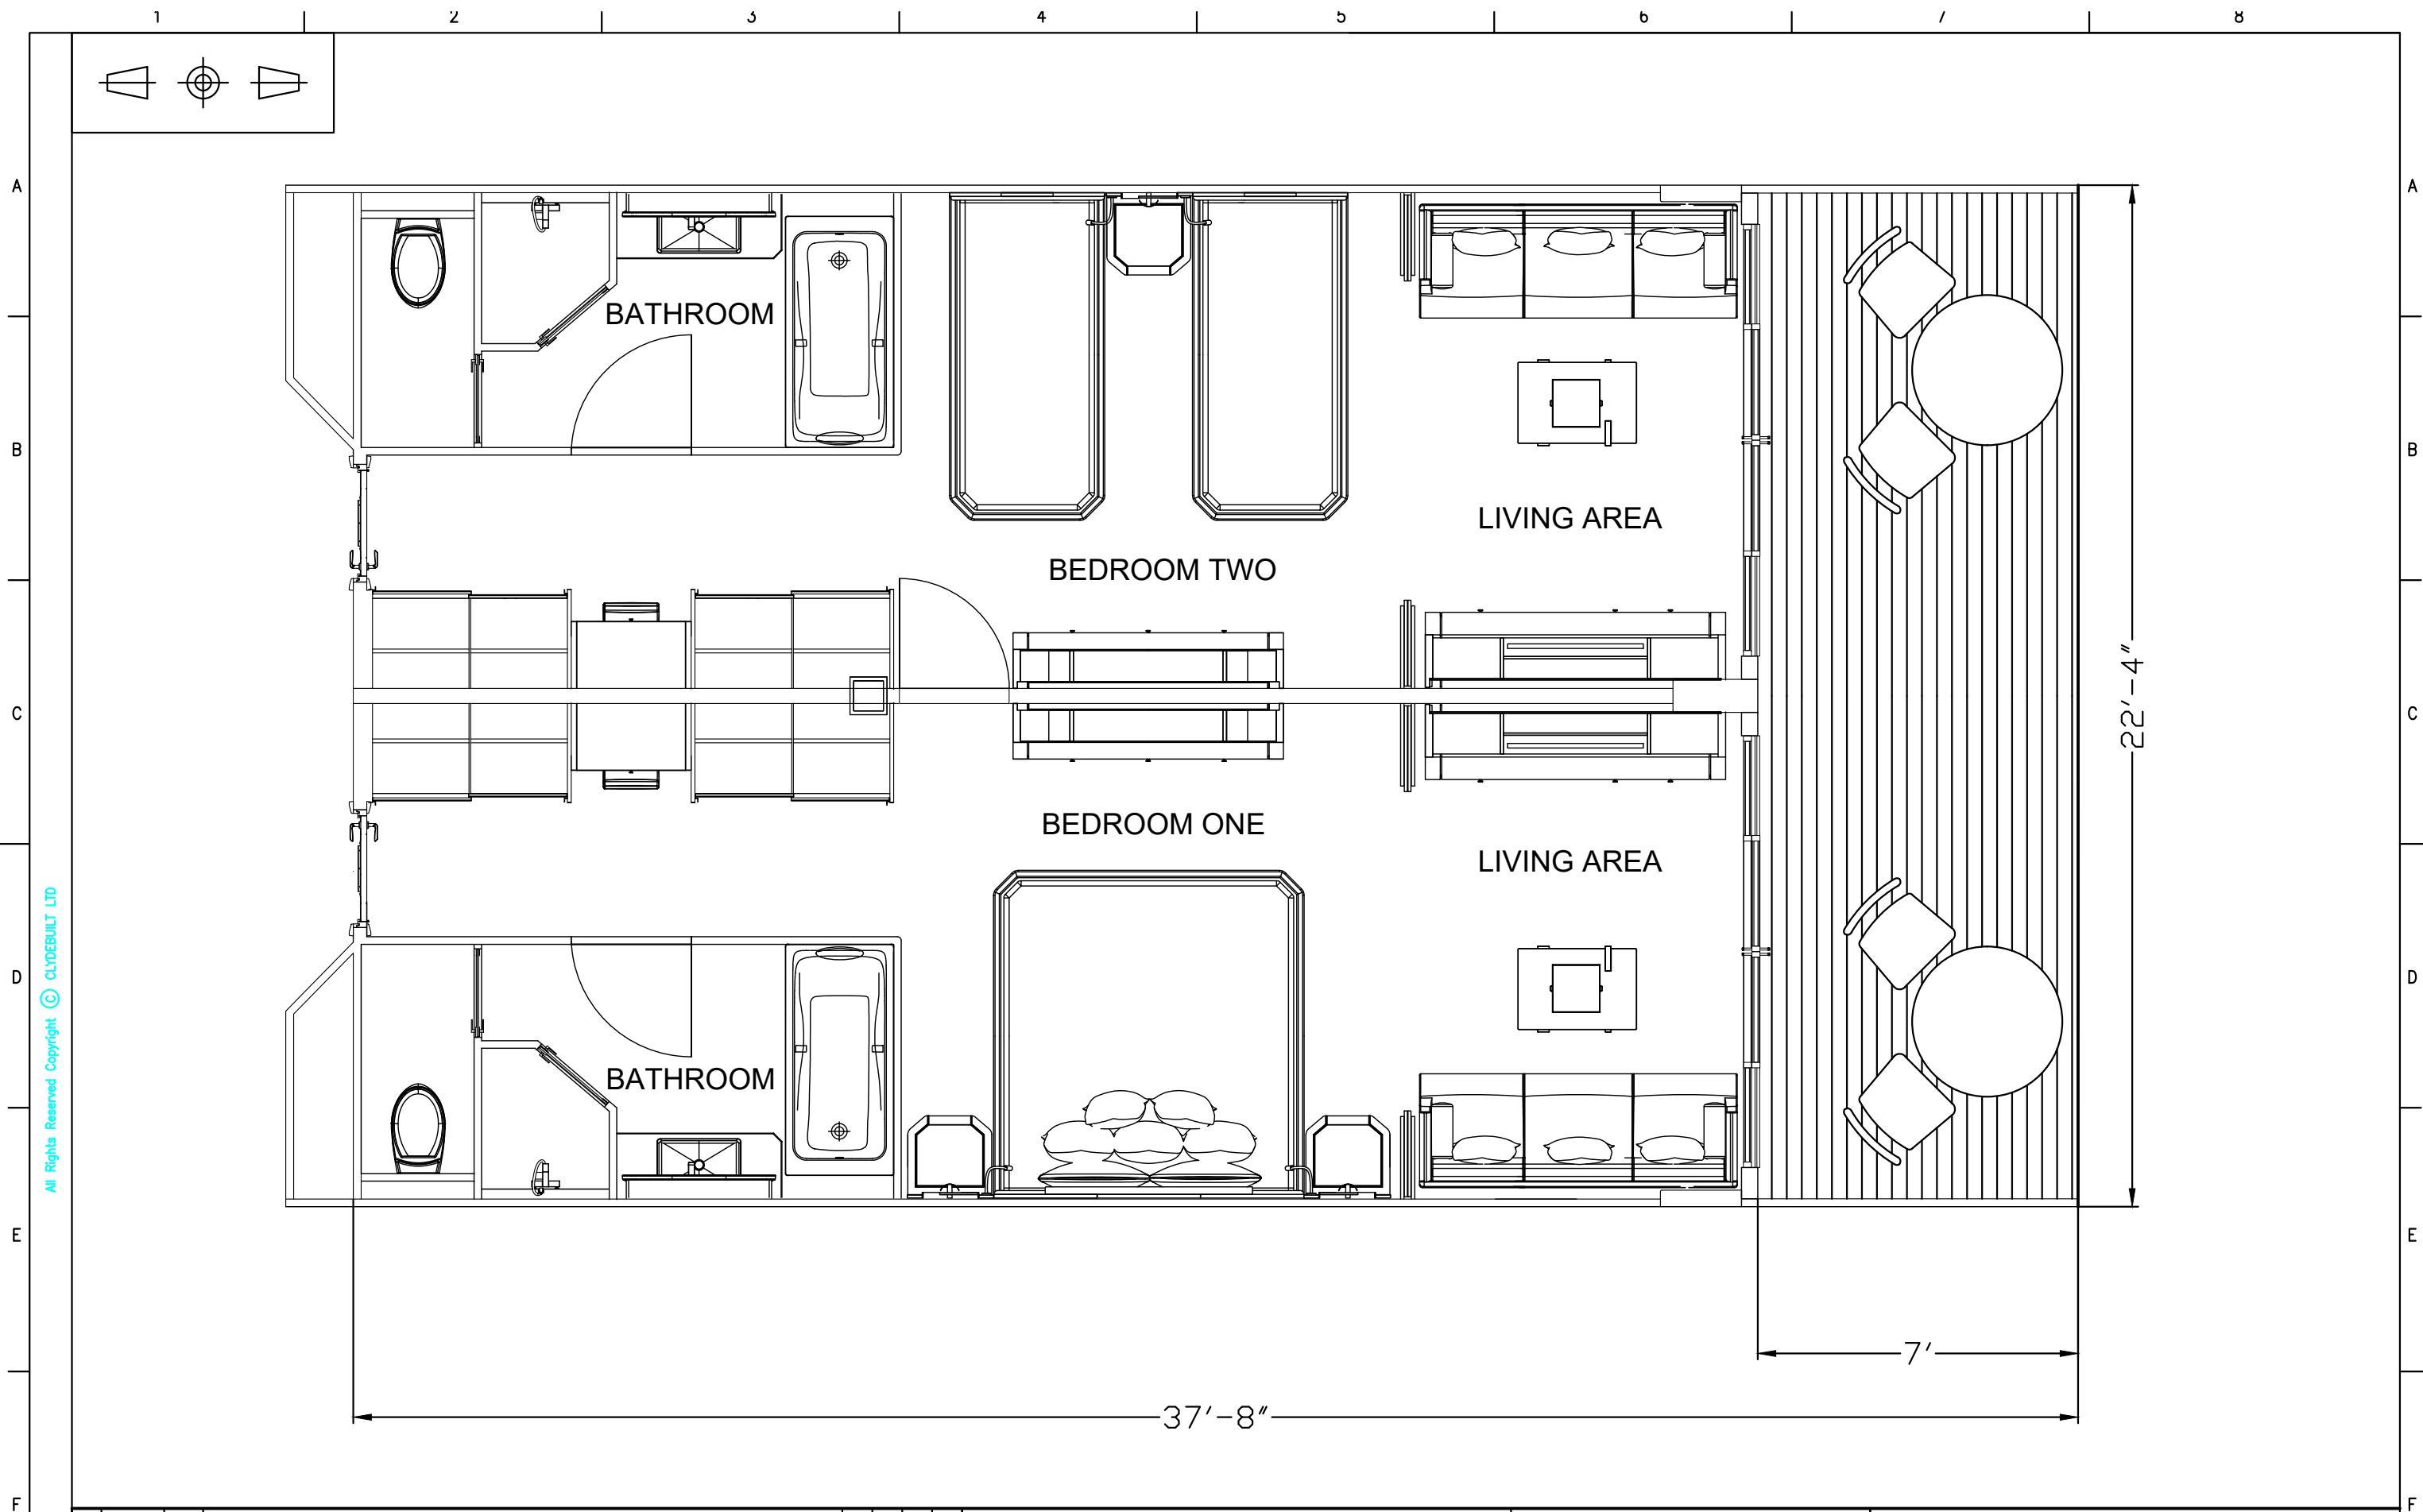 1 2 3 4 5 6 7 8
A A
BATHROOM
B B
LIVING AREA
BEDROOM TWO
22'-4"
C C
BEDROOM ONE
LIVING AREA
D D
BATHROOM
All Rights Reserved Copyright © CLYDEBUILT LTD
E E
7'
37'-8"
F F